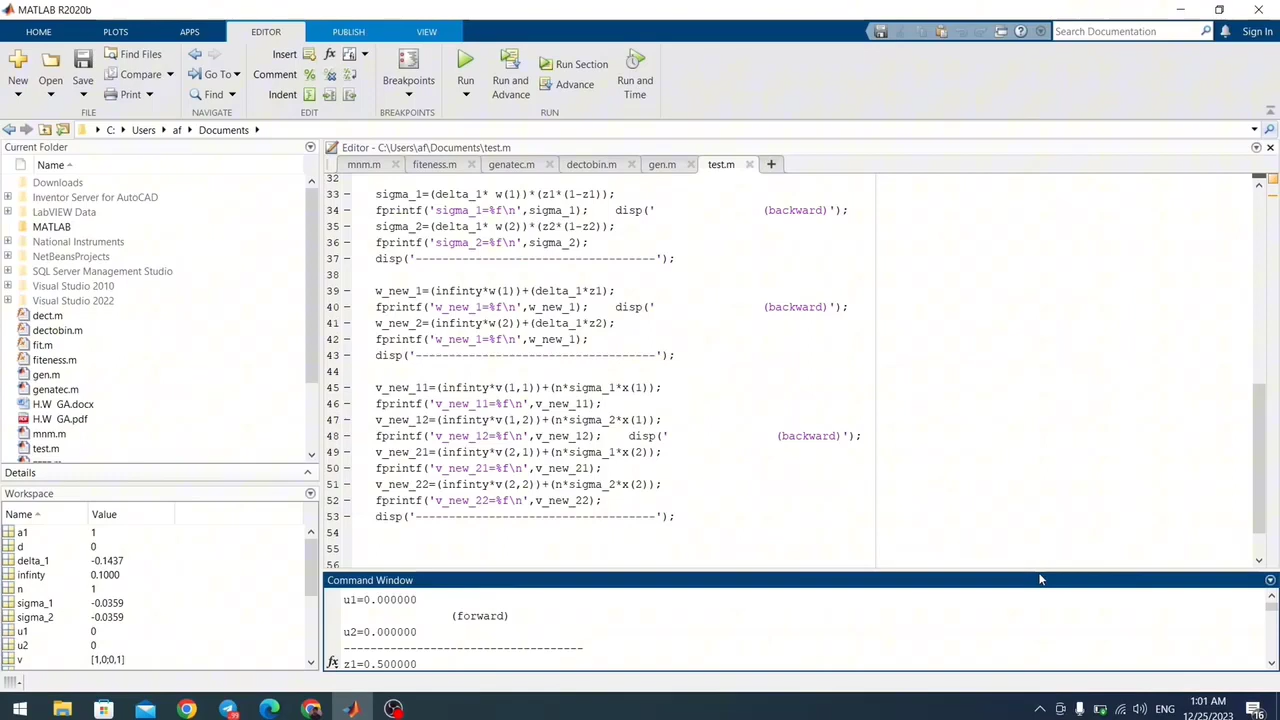 MATLAB R2020b
HOME PLOTS APPS EDITOR PUBLISH VIEW Search Documentation Sign In
New Open Save Find Files Compare Print Go To Find Insert fx Comment % Indent Breakpoints Run Run and Advance Run Section Advance Run and Time
FILE NAVIGATE EDIT BREAKPOINTS RUN
C: Users af Documents
Current Folder
Name
Downloads
Inventor Server for AutoCAD
LabVIEW Data
MATLAB
National Instruments
NetBeansProjects
SQL Server Management Studio
Visual Studio 2010
Visual Studio 2022
dect.m
dectobin.m
fit.m
fiteness.m
gen.m
genatec.m
H.W GA.docx
H.W GA.pdf
mnm.m
test.m
Details
Workspace
Name Value
a1 1
d 0
delta_1 -0.1437
infinty 0.1000
n 1
sigma_1 -0.0359
sigma_2 -0.0359
u1 0
u2 0
v [1,0;0,1]
Editor - C:\Users\af\Documents\test.m
mnm.m fiteness.m genatec.m dectobin.m gen.m test.m
32
33 sigma_1=(delta_1* w(1))*(z1*(1-z1));
34 fprintf('sigma_1=%f\n',sigma_1); disp(' (backward)');
35 sigma_2=(delta_1* w(2))*(z2*(1-z2));
36 fprintf('sigma_2=%f\n',sigma_2);
37 disp('------------------------------------');
38
39 w_new_1=(infinty*w(1))+(delta_1*z1);
40 fprintf('w_new_1=%f\n',w_new_1); disp(' (backward)');
41 w_new_2=(infinty*w(2))+(delta_1*z2);
42 fprintf('w_new_1=%f\n',w_new_1);
43 disp('------------------------------------');
44
45 v_new_11=(infinty*v(1,1))+(n*sigma_1*x(1));
46 fprintf('v_new_11=%f\n',v_new_11);
47 v_new_12=(infinty*v(1,2))+(n*sigma_2*x(1));
48 fprintf('v_new_12=%f\n',v_new_12); disp(' (backward)');
49 v_new_21=(infinty*v(2,1))+(n*sigma_1*x(2));
50 fprintf('v_new_21=%f\n',v_new_21);
51 v_new_22=(infinty*v(2,2))+(n*sigma_2*x(2));
52 fprintf('v_new_22=%f\n',v_new_22);
53 disp('------------------------------------');
54
55
56
Command Window
u1=0.000000
(forward)
u2=0.000000
------------------------------------
fx z1=0.500000
ENG 1:01 AM
12/25/2023
16